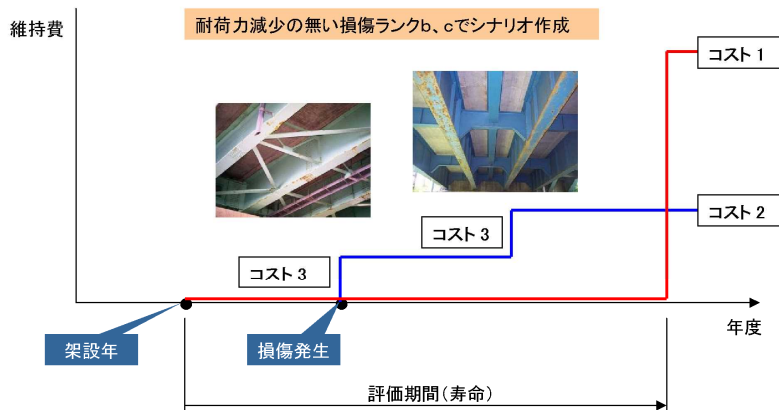 維持費
耐荷力減少の無い損傷ランクb、cでシナリオ作成
コスト1
コスト2
コスト3
コスト3
年度
架設年
損傷発生
評価期間(寿命)